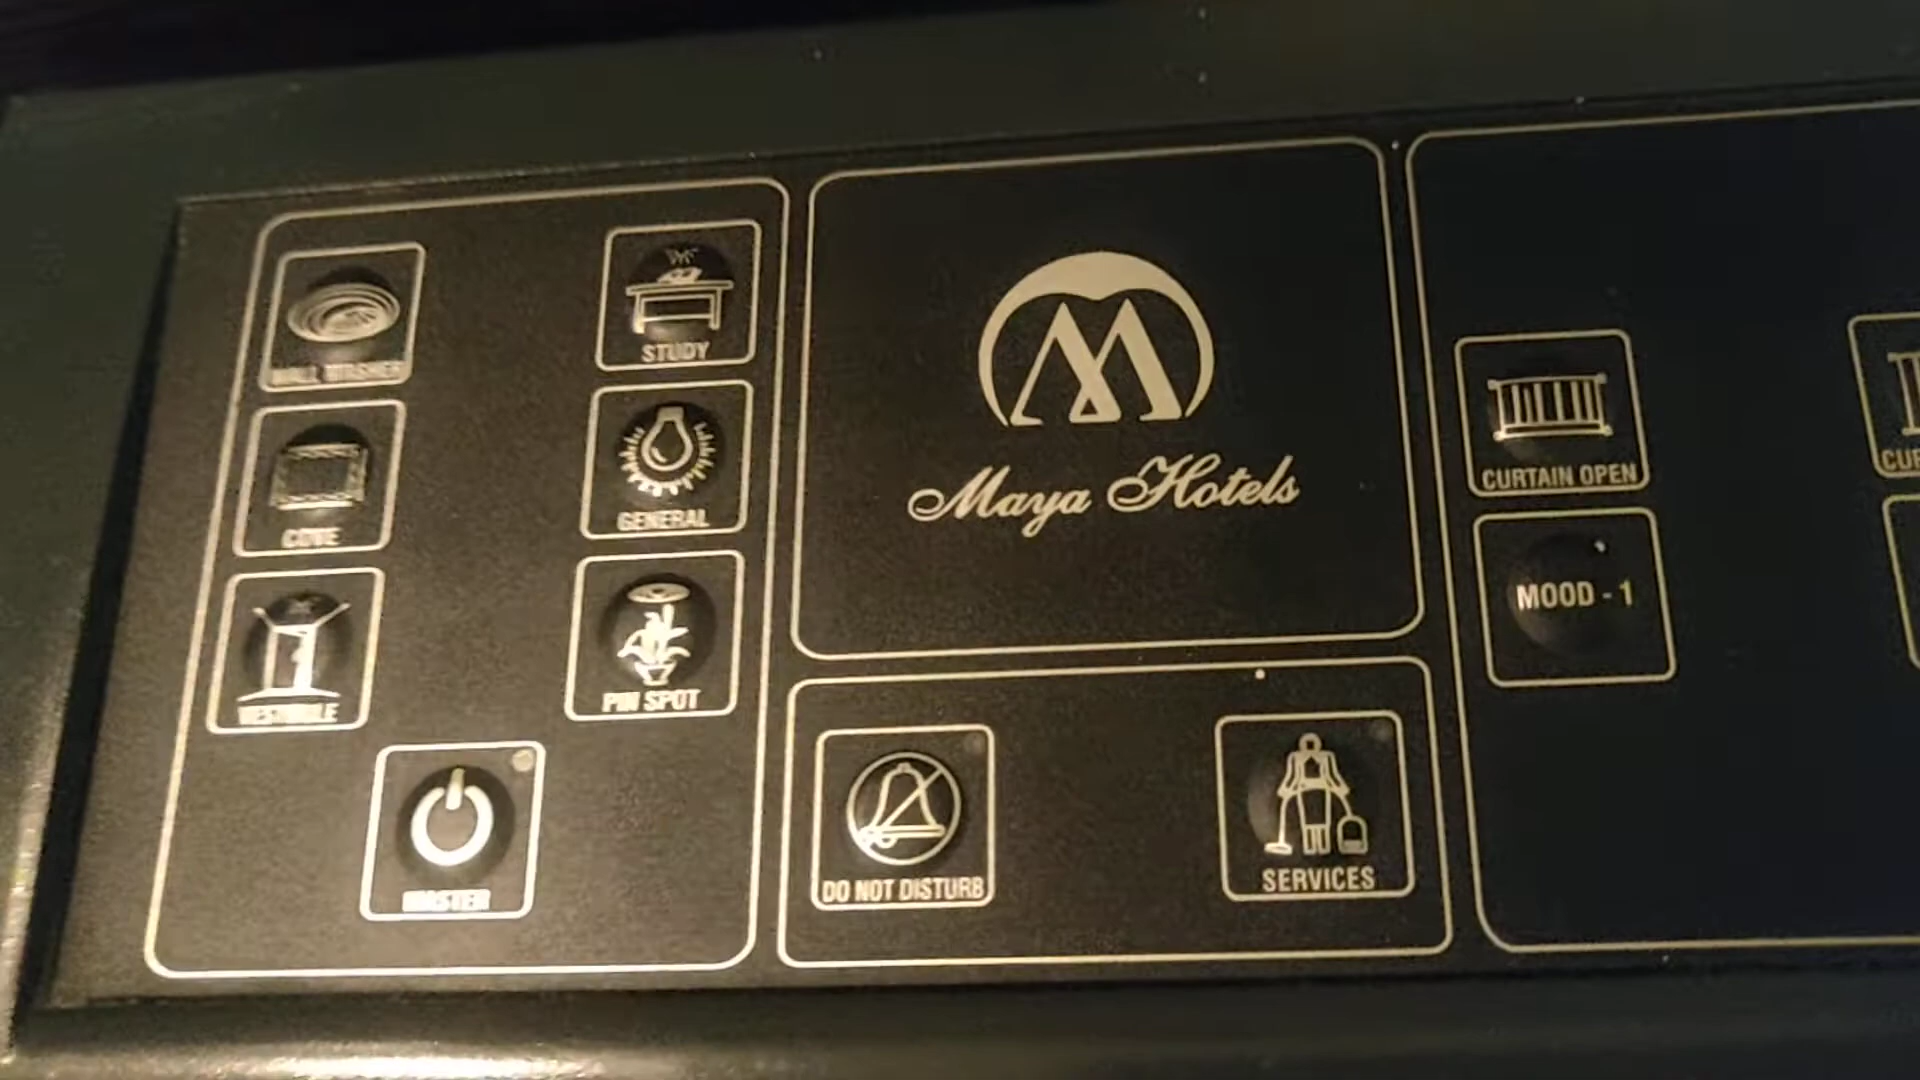 WALL WASHER
STUDY
COVE
GENERAL
VESTIBULE
PIN SPOT
MASTER
Maya Hotels
DO NOT DISTURB
SERVICES
CURTAIN OPEN
MOOD - 1